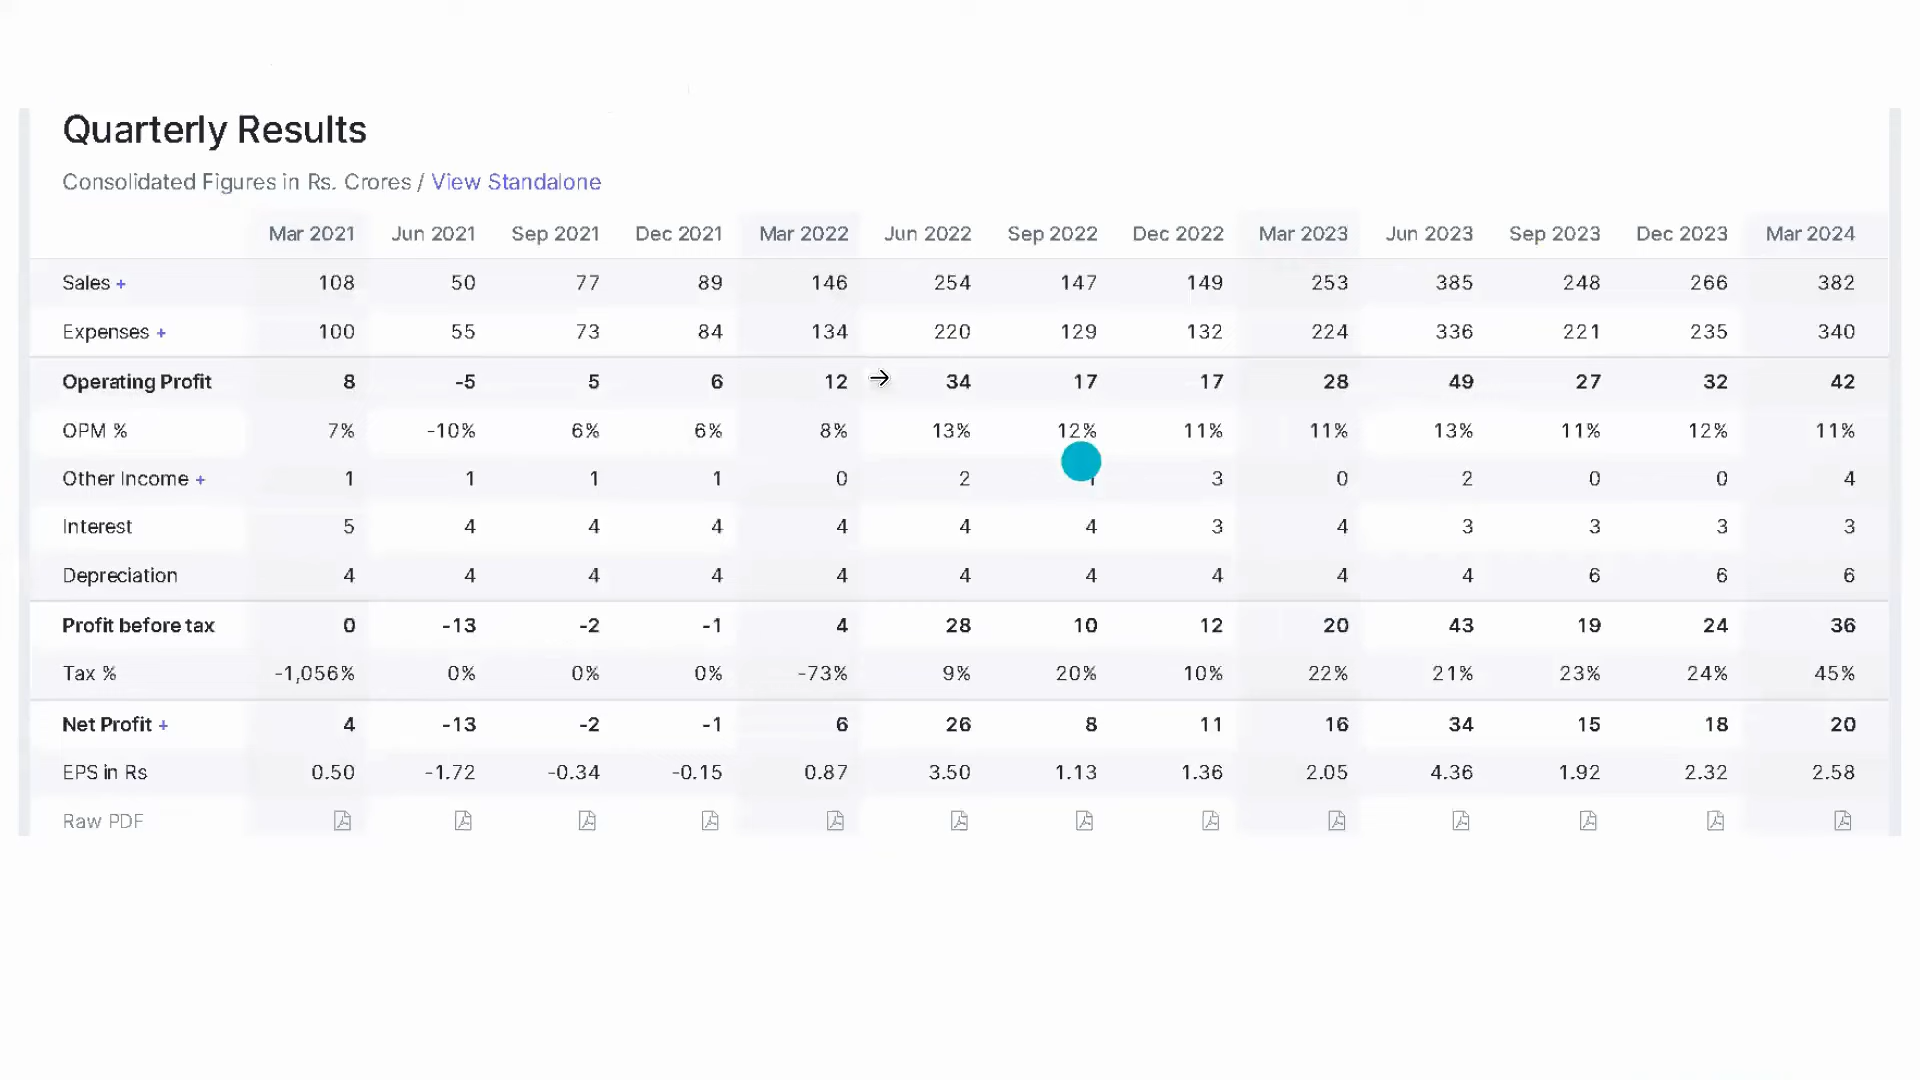 Quarterly Results
Consolidated Figures in Rs. Crores / View Standalone
Mar 2021 Jun 2021 Sep 2021 Dec 2021 Mar 2022 Jun 2022 Sep 2022 Dec 2022 Mar 2023 Jun 2023 Sep 2023 Dec 2023 Mar 2024
Sales + 108 50 77 89 146 254 147 149 253 385 248 266 382
Expenses + 100 55 73 84 134 220 129 132 224 336 221 235 340
Operating Profit 8 -5 5 6 12 → 34 17 17 28 49 27 32 42
OPM % 7% -10% 6% 6% 8% 13% 12% 11% 11% 13% 11% 12% 11%
Other Income + 1 1 1 1 0 2 3 0 2 0 0 4
Interest 5 4 4 4 4 4 4 3 4 3 3 3 3
Depreciation 4 4 4 4 4 4 4 4 4 4 6 6 6
Profit before tax 0 -13 -2 -1 4 28 10 12 20 43 19 24 36
Tax % -1,056% 0% 0% 0% -73% 9% 20% 10% 22% 21% 23% 24% 45%
Net Profit + 4 -13 -2 -1 6 26 8 11 16 34 15 18 20
EPS in Rs 0.50 -1.72 -0.34 -0.15 0.87 3.50 1.13 1.36 2.05 4.36 1.92 2.32 2.58
Raw PDF